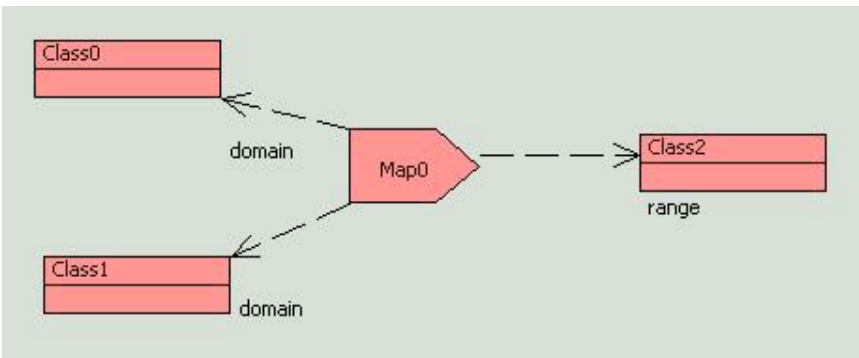 Class0
domain
Map0
Class2
range
Class1
domain